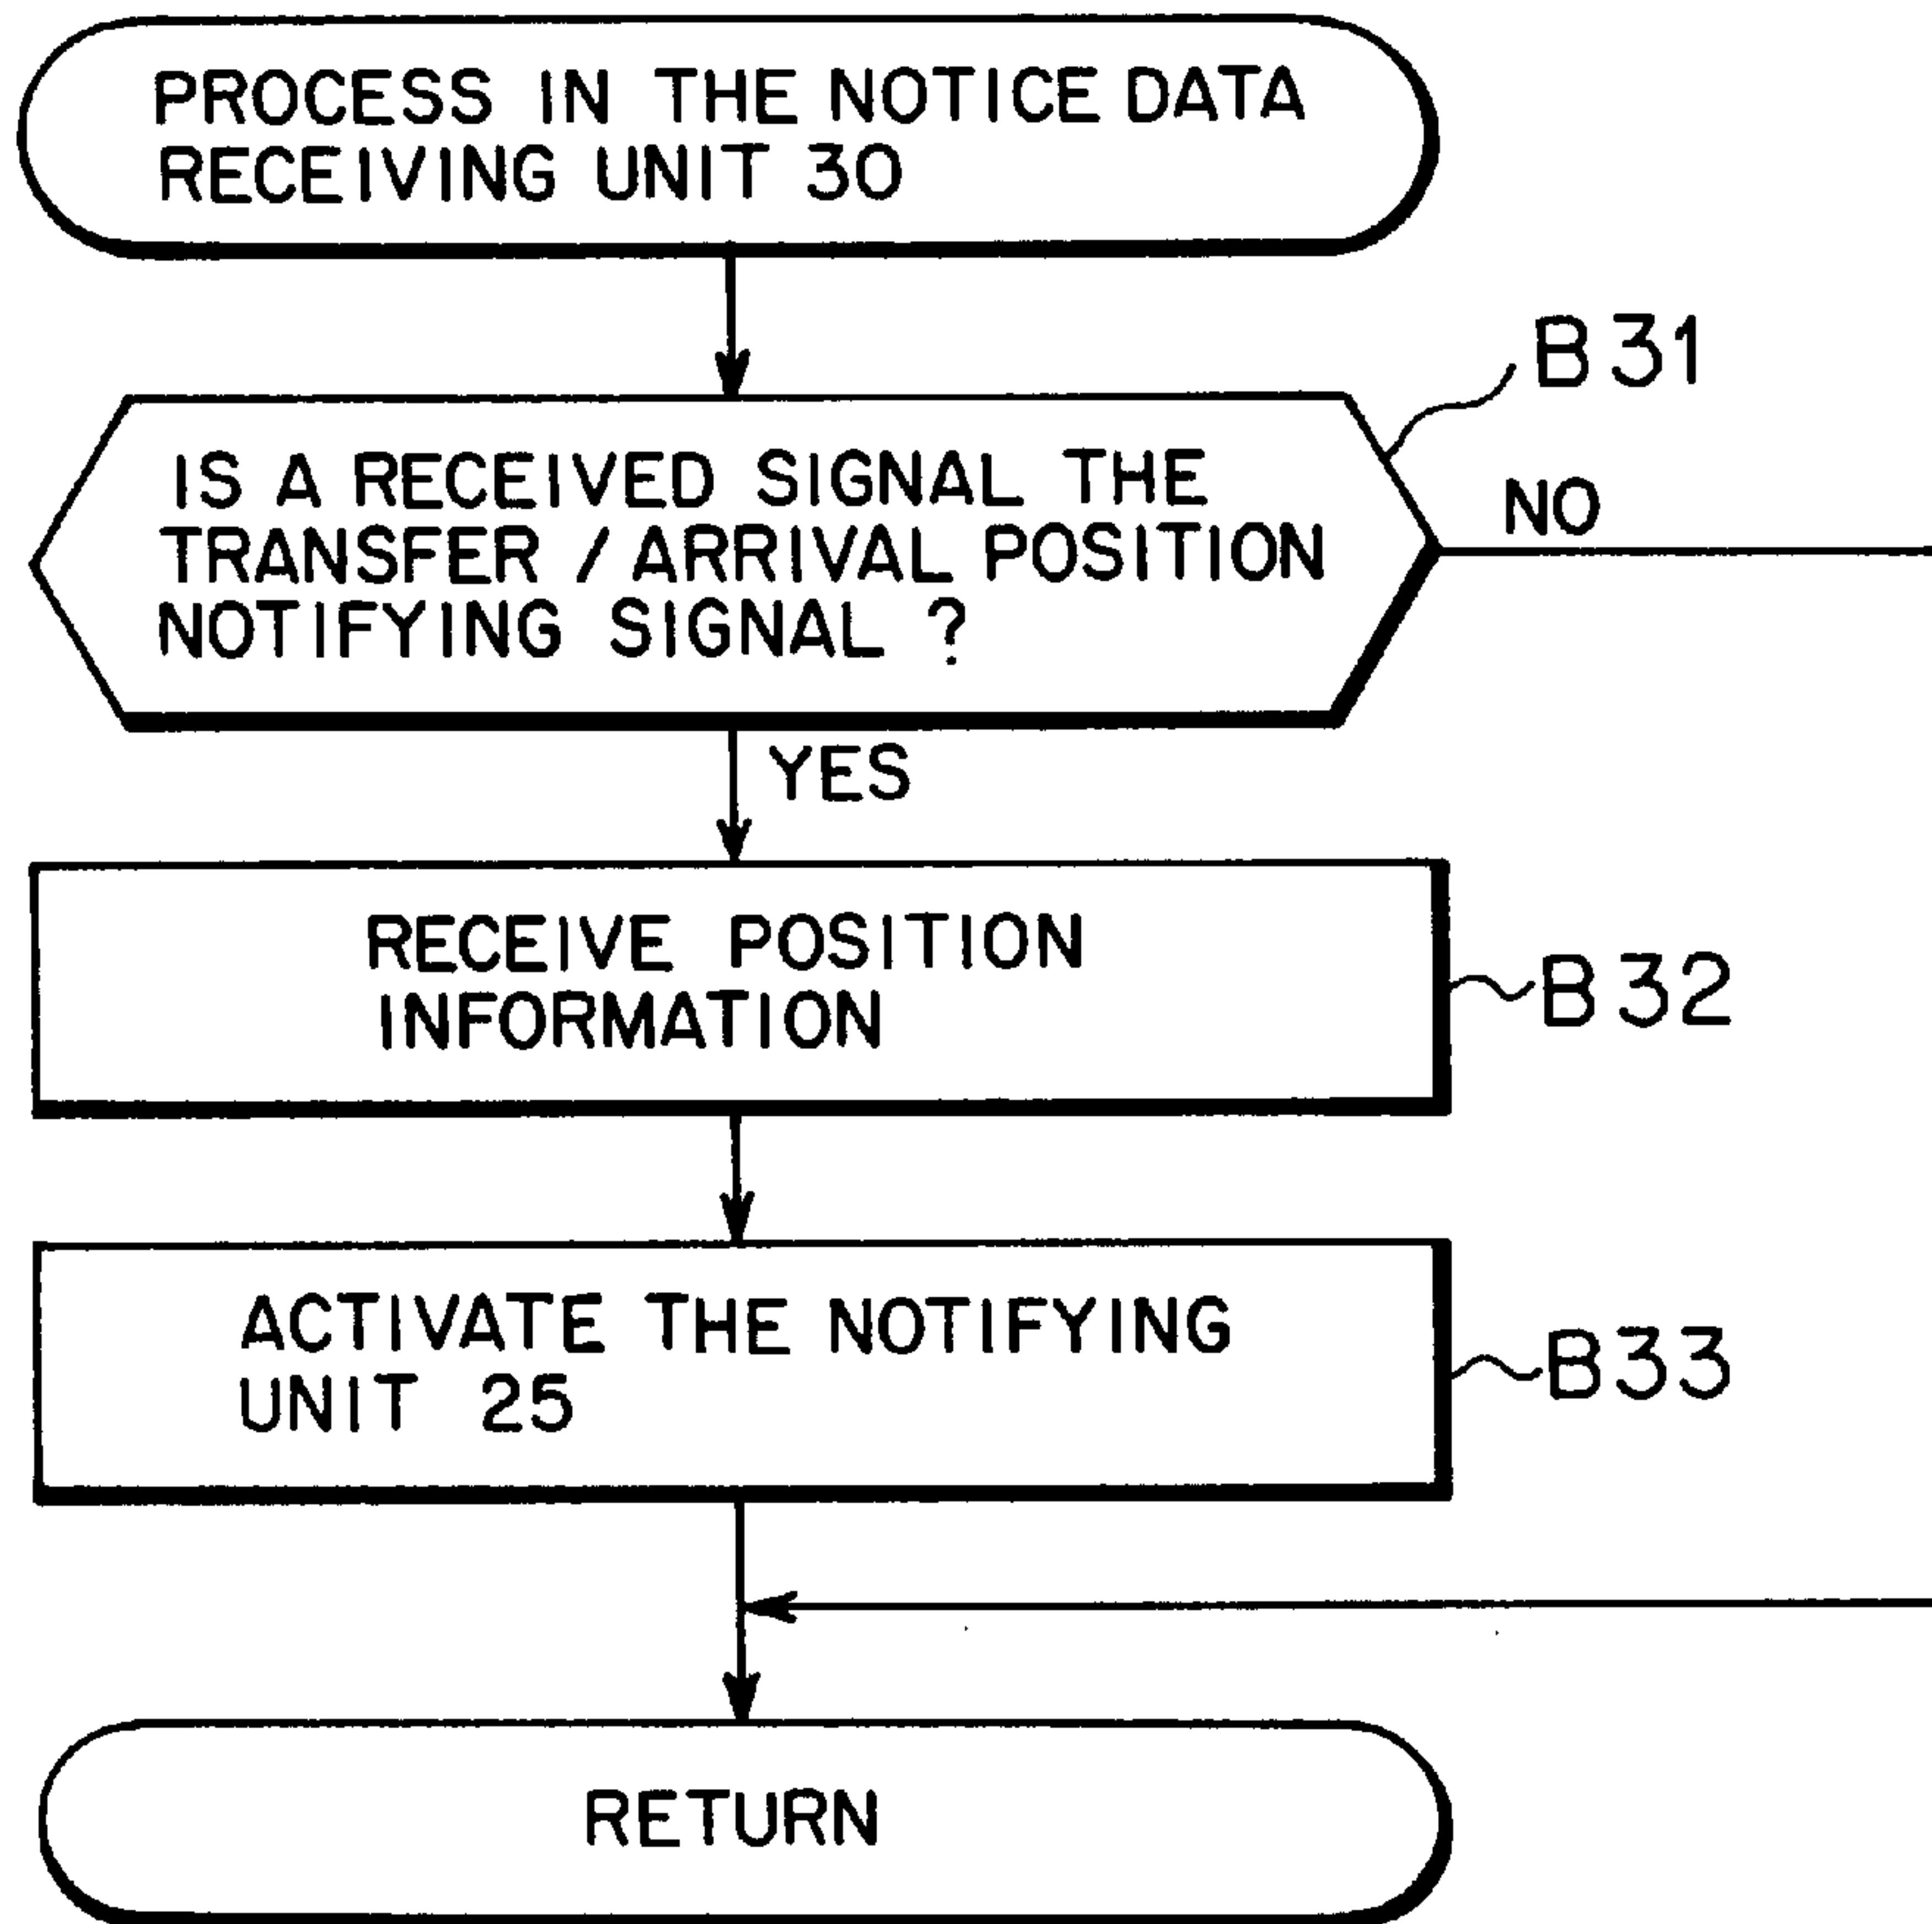 PROCESS IN THE NOTICE DATA
RECEIVING UNIT 30
B31
IS A RECEIVED SIGNAL THE
TRANSFER / ARRIVAL POSITION
NOTIFYING SIGNAL ?
NO
YES
RECEIVE POSITION
INFORMATION
B32
ACTIVATE THE NOTIFYING
UNIT 25
B33
RETURN